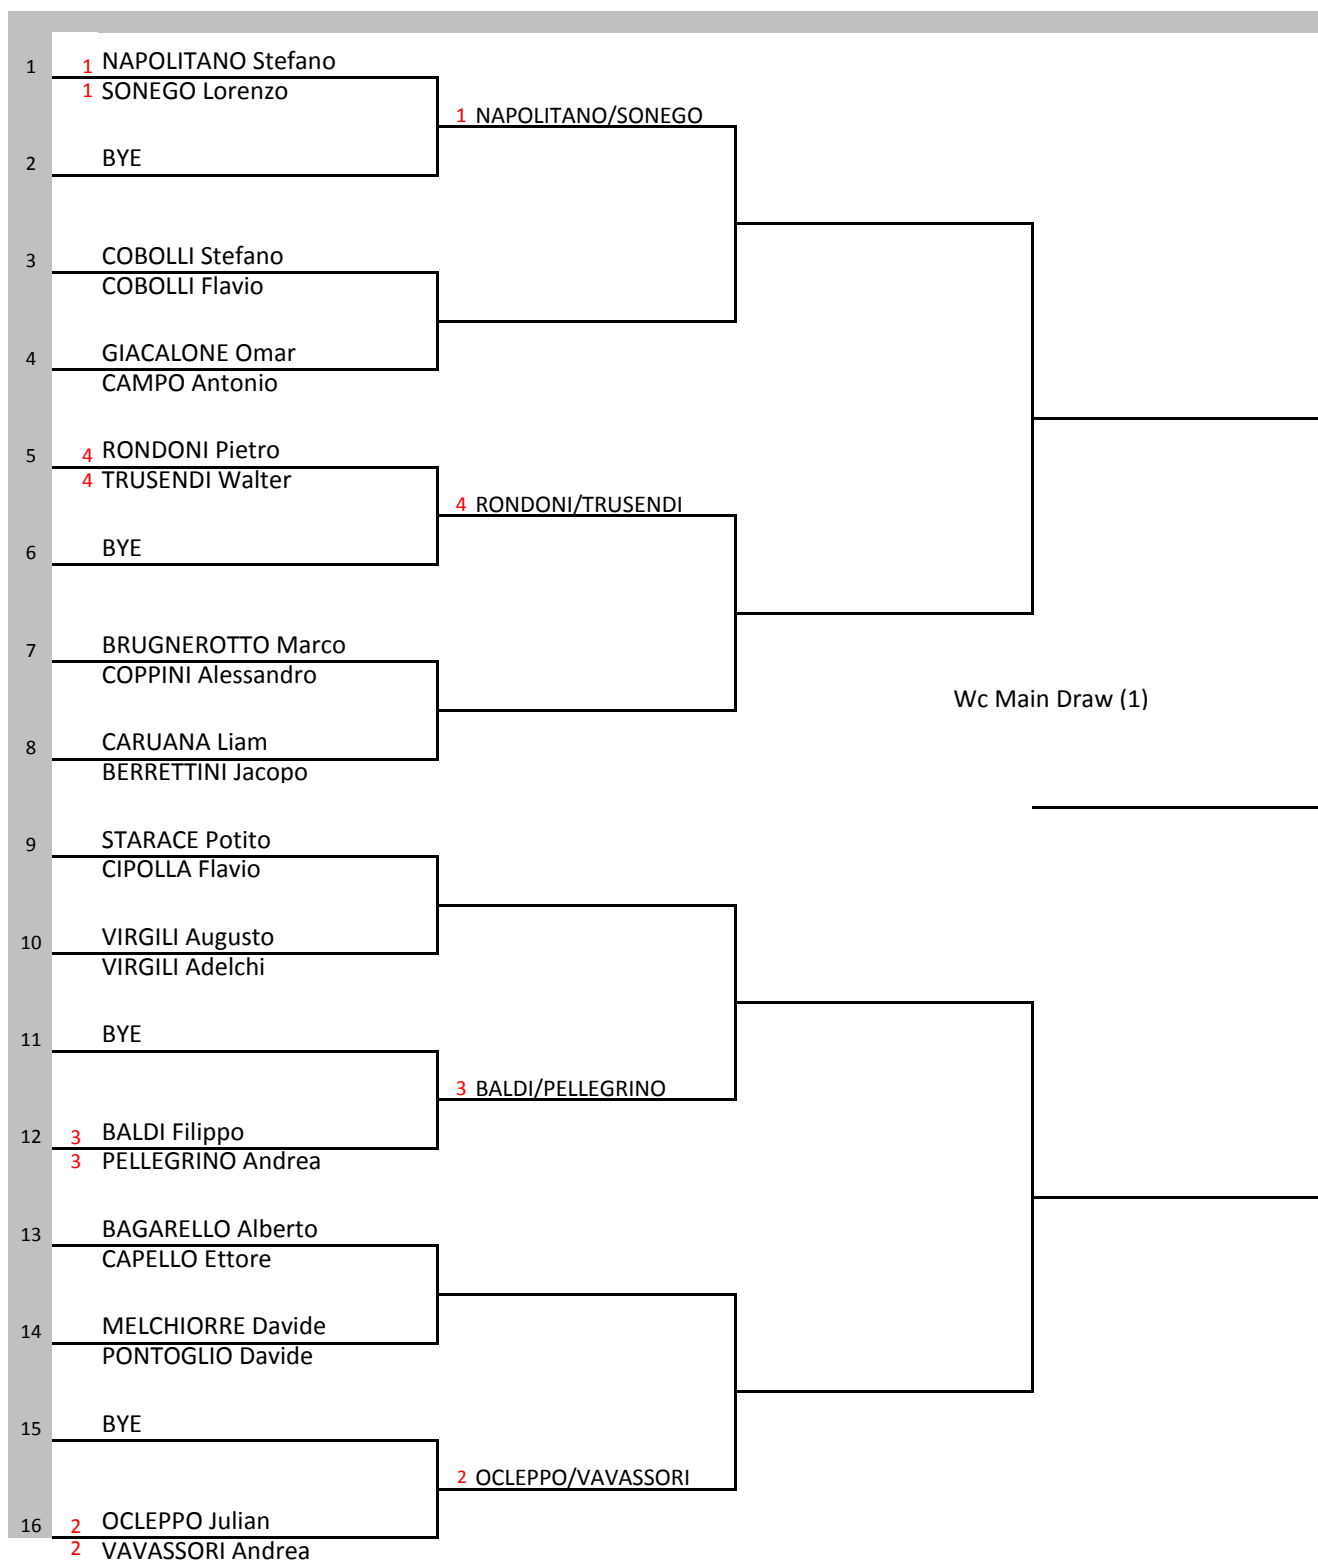 1 1 NAPOLITANO Stefano
1 SONEGO Lorenzo
1 NAPOLITANO/SONEGO
2 BYE
3 COBOLLI Stefano
COBOLLI Flavio
4 GIACALONE Omar
CAMPO Antonio
5 4 RONDONI Pietro
4 TRUSENDI Walter
4 RONDONI/TRUSENDI
6 BYE
7 BRUGNEROTTO Marco
COPPINI Alessandro
Wc Main Draw (1)
8 CARUANA Liam
BERRETTINI Jacopo
9 STARACE Potito
CIPOLLA Flavio
10 VIRGILI Augusto
VIRGILI Adelchi
11 BYE
3 BALDI/PELLEGRINO
12 3 BALDI Filippo
3 PELLEGRINO Andrea
13 BAGARELLO Alberto
CAPELLO Ettore
14 MELCHIORRE Davide
PONTOGLIO Davide
15 BYE
2 OCLEPPO/VAVASSORI
16 2 OCLEPPO Julian
2 VAVASSORI Andrea